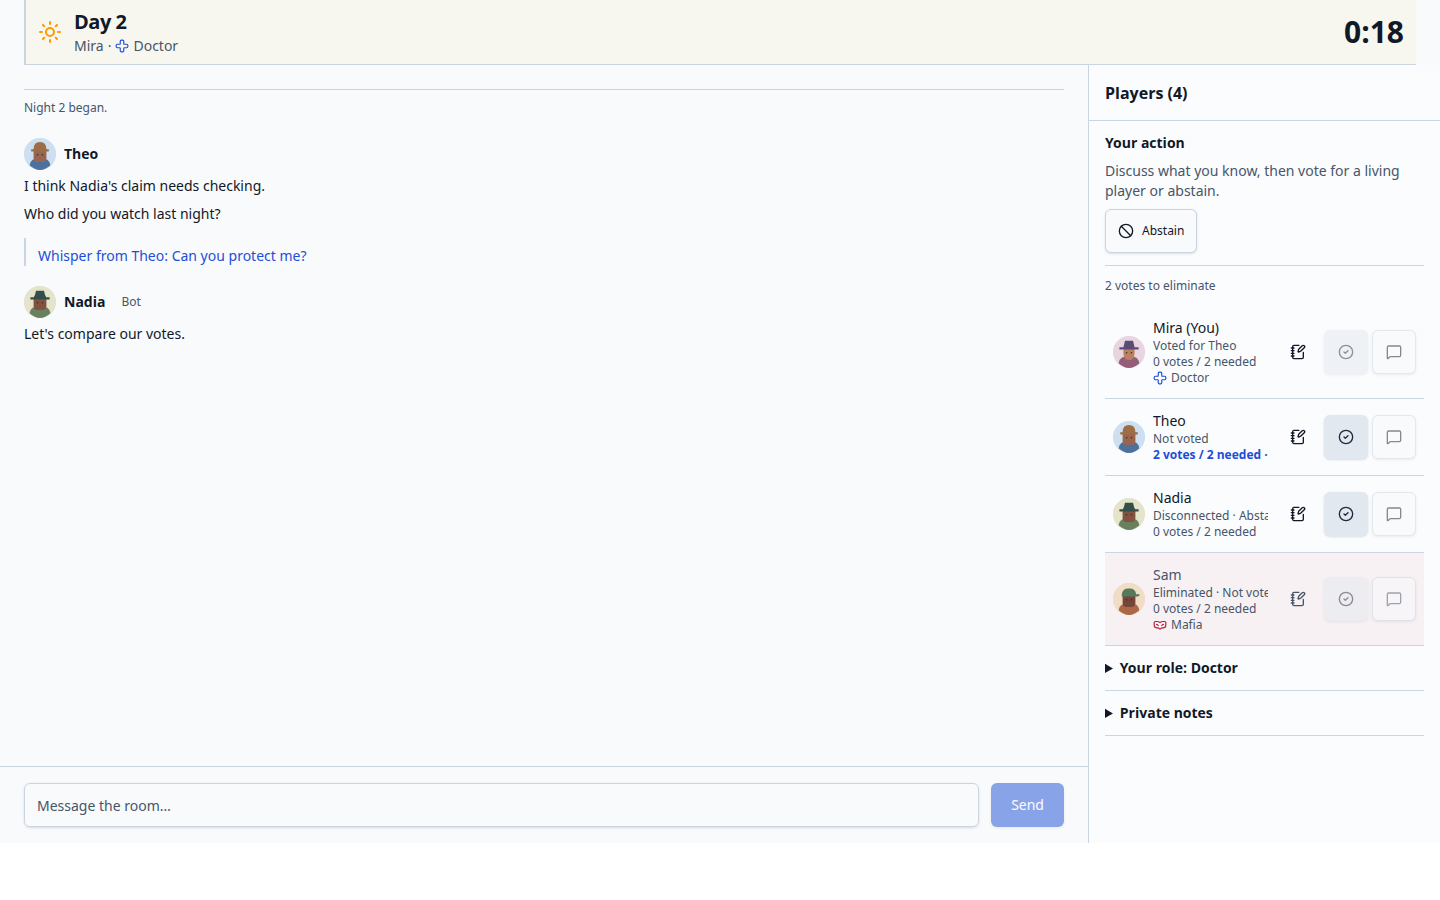 Day 2
Mira · Doctor
0:18
Night 2 began.
Theo
I think Nadia's claim needs checking.
Who did you watch last night?
Whisper from Theo: Can you protect me?
Nadia Bot
Let's compare our votes.
Message the room...
Send
Players (4)
Your action
Discuss what you know, then vote for a living
player or abstain.
Abstain
2 votes to eliminate
Mira (You)
Voted for Theo
0 votes / 2 needed
Doctor
Theo
Not voted
2 votes / 2 needed ·
Nadia
Disconnected · Absta
0 votes / 2 needed
Sam
Eliminated · Not vote
0 votes / 2 needed
Mafia
Your role: Doctor
Private notes